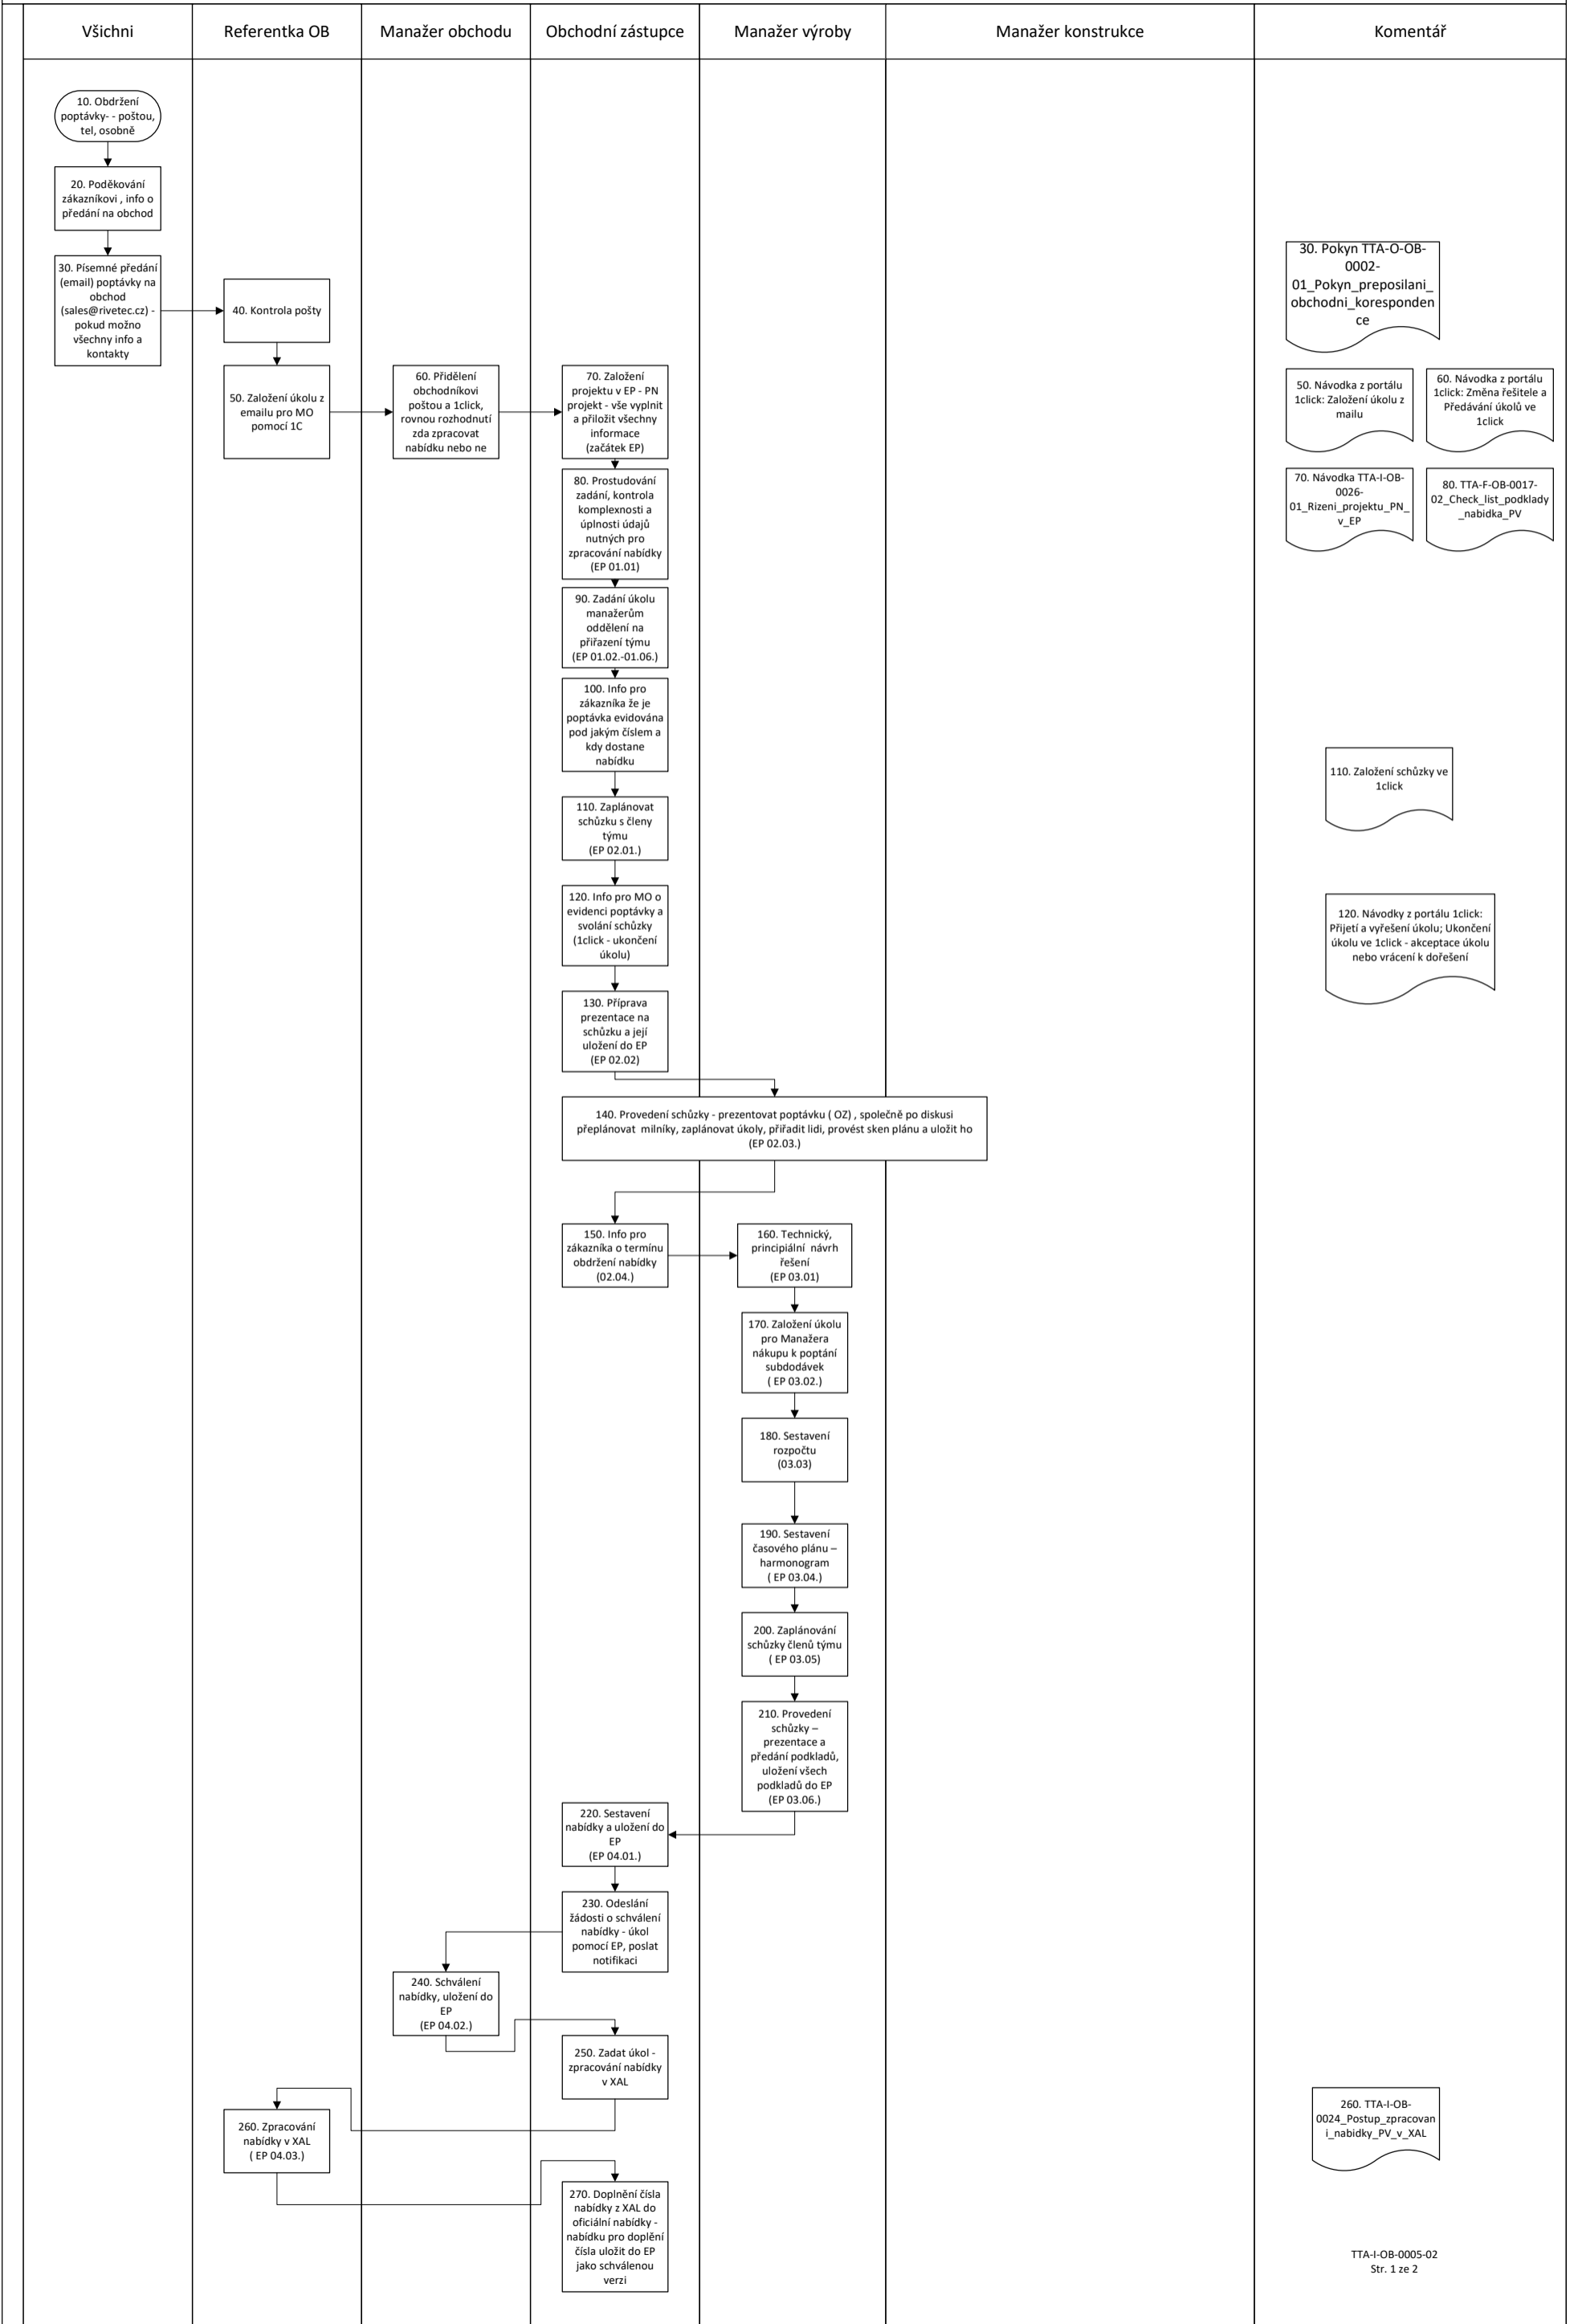 Všichni
Referentka OB
Manažer obchodu
Obchodní zástupce
Manažer výroby
Manažer konstrukce
Komentář
10. Obdržení
poptávky- - poštou,
tel, osobně
20. Poděkování
zákazníkovi , info o
předání na obchod
30. Písemné předání
(email) poptávky na
obchod
(sales@rivetec.cz) -
pokud možno
všechny info a
kontakty
40. Kontrola pošty
30. Pokyn TTA-O-OB-
0002-
01_Pokyn_preposilani_
obchodni_koresponden
ce
50. Založení úkolu z
emailu pro MO
pomocí 1C
60. Přidělení
obchodníkovi
poštou a 1click,
rovnou rozhodnutí
zda zpracovat
nabídku nebo ne
70. Založení
projektu v EP - PN
projekt - vše vyplnit
a přiložit všechny
informace
(začátek EP)
50. Návodka z portálu
1click: Založení úkolu z
mailu
60. Návodka z portálu
1click: Změna řešitele a
Předávání úkolů ve
1click
80. Prostudování
zadání, kontrola
komplexnosti a
úplnosti údajů
nutných pro
zpracování nabídky
(EP 01.01)
70. Návodka TTA-I-OB-
0026-
01_Rizeni_projektu_PN_
v_EP
80. TTA-F-OB-0017-
02_Check_list_podklady
_nabidka_PV
90. Zadání úkolu
manažerům
oddělení na
přiřazení týmu
(EP 01.02.-01.06.)
100. Info pro
zákazníka že je
poptávka evidována
pod jakým číslem a
kdy dostane
nabídku
110. Zaplánovat
schůzku s členy
týmu
(EP 02.01.)
110. Založení schůzky ve
1click
120. Info pro MO o
evidenci poptávky a
svolání schůzky
(1click - ukončení
úkolu)
120. Návodky z portálu 1click:
Přijetí a vyřešení úkolu; Ukončení
úkolu ve 1click - akceptace úkolu
nebo vrácení k dořešení
130. Příprava
prezentace na
schůzku a její
uložení do EP
(EP 02.02)
140. Provedení schůzky - prezentovat poptávku ( OZ) , společně po diskusi
přeplánovat  milníky, zaplánovat úkoly, přiřadit lidi, provést sken plánu a uložit ho
(EP 02.03.)
150. Info pro
zákazníka o termínu
obdržení nabídky
(02.04.)
160. Technický,
principiální  návrh
řešení
(EP 03.01)
170. Založení úkolu
pro Manažera
nákupu k poptání
subdodávek
( EP 03.02.)
180. Sestavení
rozpočtu
(03.03)
190. Sestavení
časového plánu –
harmonogram
( EP 03.04.)
200. Zaplánování
schůzky členů týmu
( EP 03.05)
210. Provedení
schůzky –
prezentace a
předání podkladů,
uložení všech
podkladů do EP
(EP 03.06.)
220. Sestavení
nabídky a uložení do
EP
(EP 04.01.)
230. Odeslání
žádosti o schválení
nabídky - úkol
pomocí EP, poslat
notifikaci
240. Schválení
nabídky, uložení do
EP
(EP 04.02.)
250. Zadat úkol -
zpracování nabídky
v XAL
260. Zpracování
nabídky v XAL
( EP 04.03.)
260. TTA-I-OB-
0024_Postup_zpracovan
i_nabidky_PV_v_XAL
270. Doplnění čísla
nabídky z XAL do
oficiální nabídky -
nabídku pro doplění
čísla uložit do EP
jako schválenou
verzi
TTA-I-OB-0005-02
Str. 1 ze 2